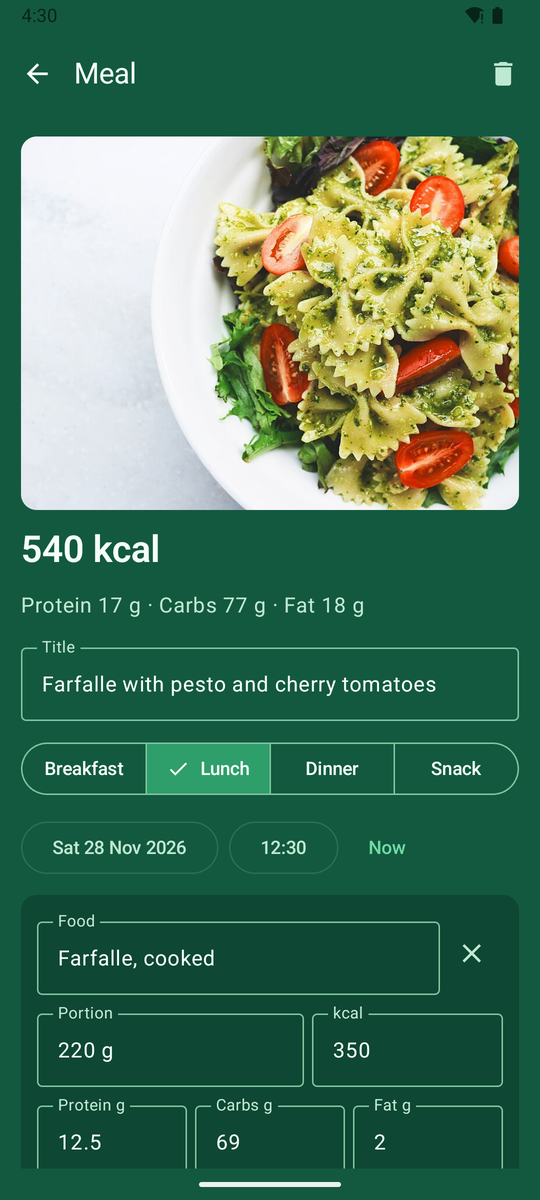 4:30
Meal
540 kcal
Protein 17 g · Carbs 77 g · Fat 18 g
Title
Farfalle with pesto and cherry tomatoes
Breakfast Lunch Dinner Snack
Sat 28 Nov 2026 12:30 Now
Food
Farfalle, cooked
Portion kcal
220 g 350
Protein g Carbs g Fat g
12.5 69 2